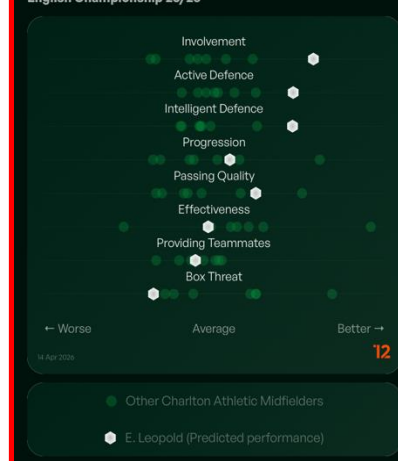 English Championship 25/26
Involvement
Active Defence
Intelligent Defence
Progression
Passing Quality
Effectiveness
Providing Teammates
Box Threat
← Worse Average Better →
14 Apr 2026
12
Other Charlton Athletic Midfielders
E. Leopold (Predicted performance)